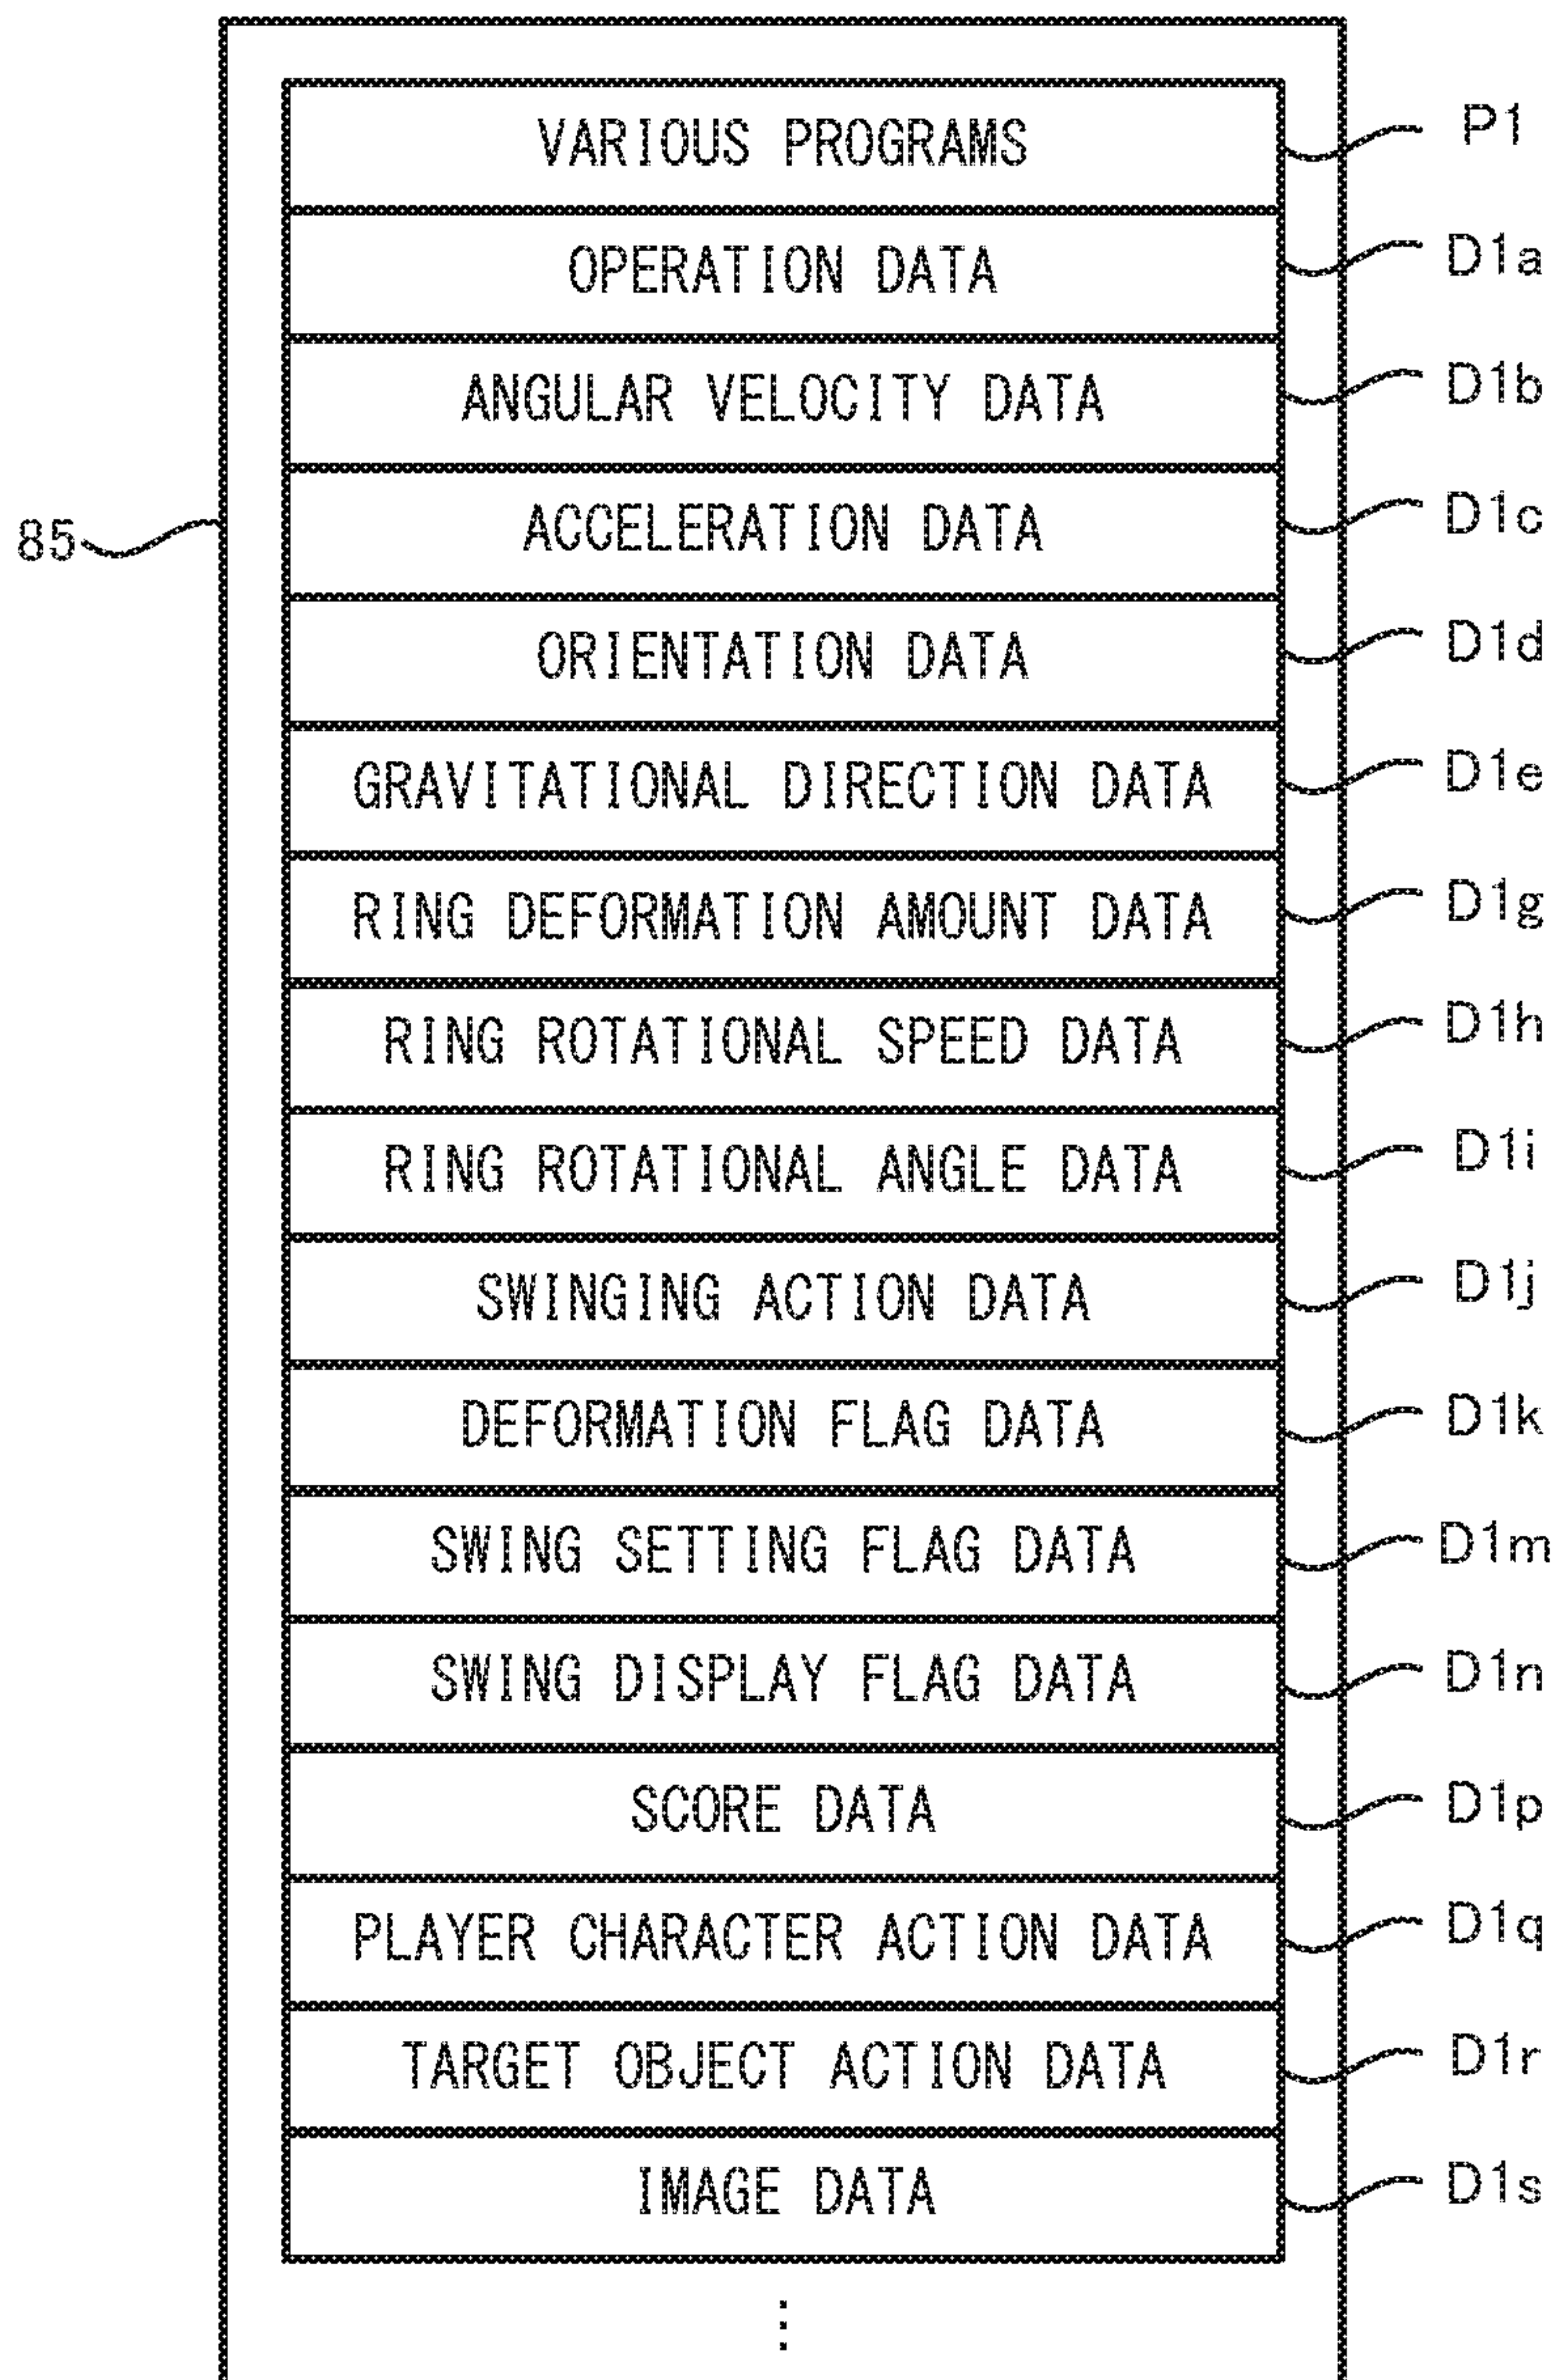 VARIOUS PROGRAMS P1
OPERATION DATA D1a
ANGULAR VELOCITY DATA D1b
85 ACCELERATION DATA D1c
ORIENTATION DATA D1d
GRAVITATIONAL DIRECTION DATA D1e
RING DEFORMATION AMOUNT DATA D1g
RING ROTATIONAL SPEED DATA D1h
RING ROTATIONAL ANGLE DATA D1i
SWINGING ACTION DATA D1j
DEFORMATION FLAG DATA D1k
SWING SETTING FLAG DATA D1m
SWING DISPLAY FLAG DATA D1n
SCORE DATA D1p
PLAYER CHARACTER ACTION DATA D1q
TARGET OBJECT ACTION DATA D1r
IMAGE DATA D1s
⋮